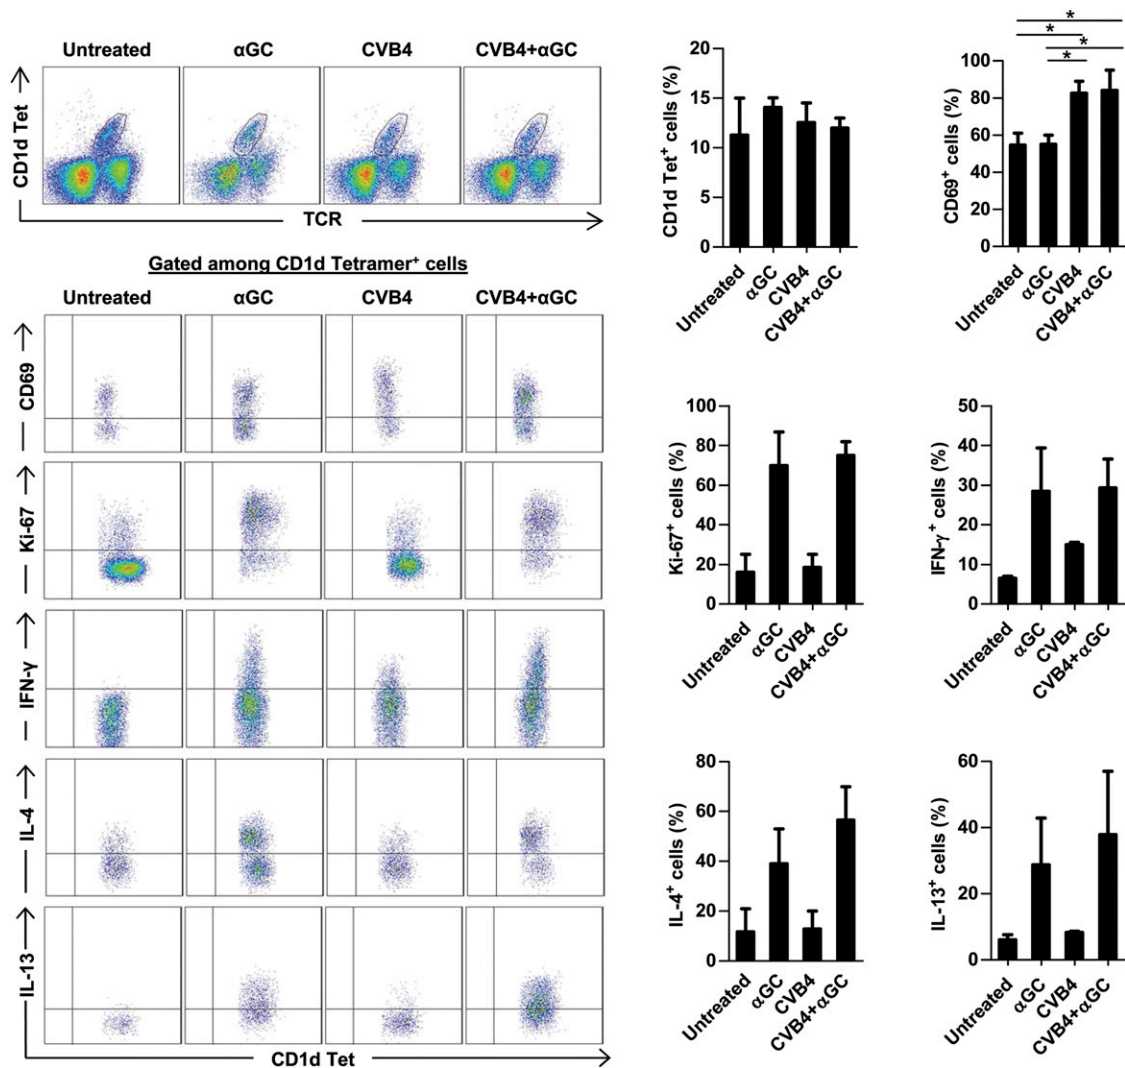 Untreated αGC CVB4 CVB4+αGC
CD1d Tet
TCR
Gated among CD1d Tetramer⁺ cells
Untreated αGC CVB4 CVB4+αGC
CD69
Ki-67
IFN-γ
IL-4
IL-13
CD1d Tet
CD1d Tet⁺ cells (%)
20
15
10
5
0
Untreated
αGC
CVB4
CVB4+αGC
*
*
*
*
CD69⁺ cells (%)
100
80
60
40
20
0
Untreated
αGC
CVB4
CVB4+αGC
Ki-67⁺ cells (%)
100
80
60
40
20
0
Untreated
αGC
CVB4
CVB4+αGC
IFN-γ⁺ cells (%)
50
40
30
20
10
0
Untreated
αGC
CVB4
CVB4+αGC
IL-4⁺ cells (%)
80
60
40
20
0
Untreated
αGC
CVB4
CVB4+αGC
IL-13⁺ cells (%)
60
40
20
0
Untreated
αGC
CVB4
CVB4+αGC